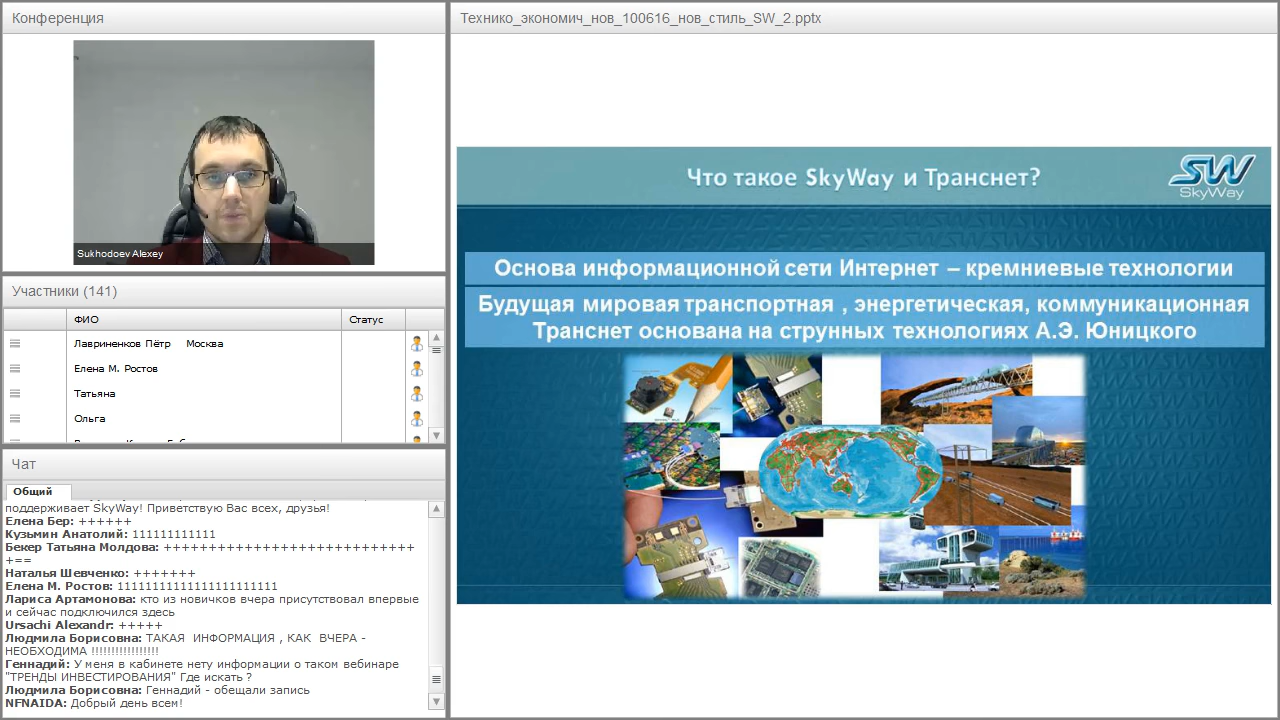 Конференция
Sukhodoev Alexey
Участники (141)
ФИО
Статус
Лавриненков Пётр Москва
Елена М. Ростов
Татьяна
Ольга
Чат
Общий
поддерживает SkyWay! Приветствую Вас всех, друзья!
Елена Бер: ++++++
Кузьмин Анатолий: 111111111111
Бекер Татьяна Молдова: ++++++++++++++++++++++++++++
+==
Наталья Шевченко: +++++++
Елена М. Ростов: 11111111111111111111111
Лариса Артамонова: кто из новичков вчера присутствовал впервые
и сейчас подключился здесь
Ursachi Alexandr: +++++
Людмила Борисовна: ТАКАЯ ИНФОРМАЦИЯ , КАК ВЧЕРА -
НЕОБХОДИМА !!!!!!!!!!!!!!!!!
Геннадий: У меня в кабинете нету информации о таком вебинаре
"ТРЕНДЫ ИНВЕСТИРОВАНИЯ" Где искать ?
Людмила Борисовна: Геннадий - обещали запись
NFNAIDA: Добрый день всем!
Технико_экономич_нов_100616_нов_стиль_SW_2.pptx
Что такое SkyWay и Транснет?
SW
SkyWay
Основа информационной сети Интернет – кремниевые технологии
Будущая мировая транспортная , энергетическая, коммуникационная
Транснет основана на струнных технологиях А.Э. Юницкого